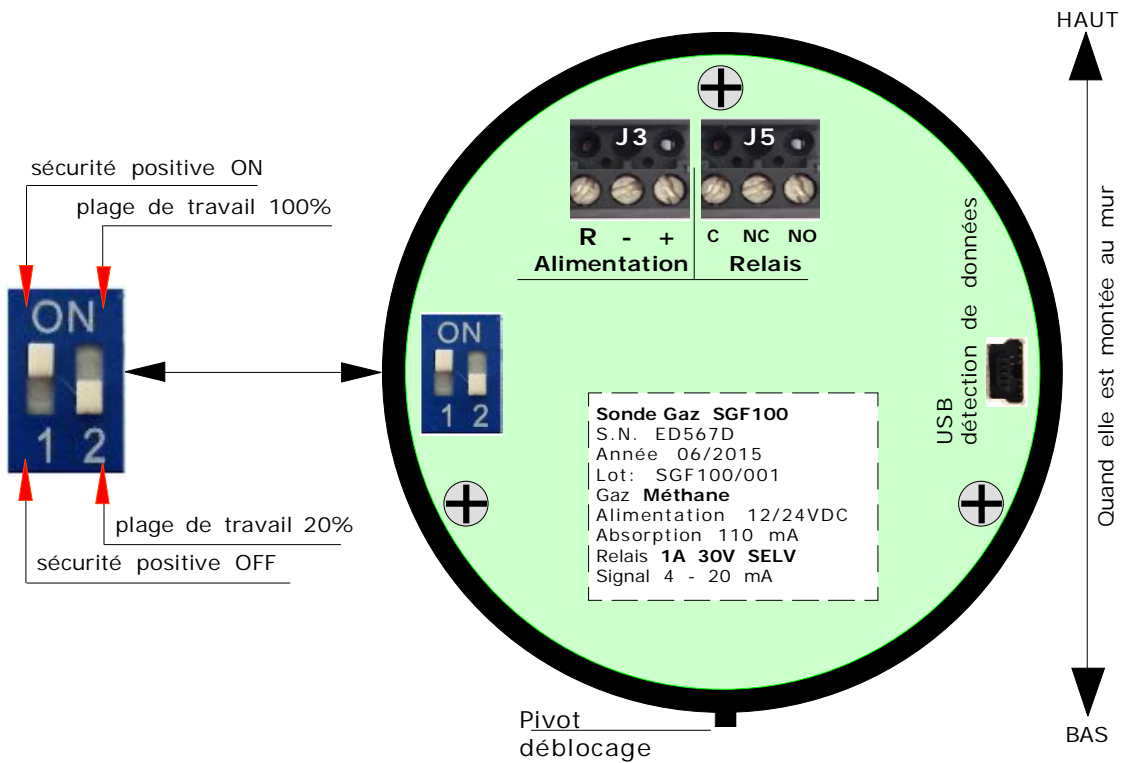 HAUT
sécurité positive ON
plage de travail 100%
ON
1 2
plage de travail 20%
sécurité positive OFF
J3
J5
R - +
C NC NO
Alimentation
Relais
ON
1 2
Sonde Gaz SGF100
S.N. ED567D
Année 06/2015
Lot: SGF100/001
Gaz Méthane
Alimentation 12/24VDC
Absorption 110 mA
Relais 1A 30V SELV
Signal 4 - 20 mA
USB
détection de données
Quand elle est montée au mur
Pivot
déblocage
BAS